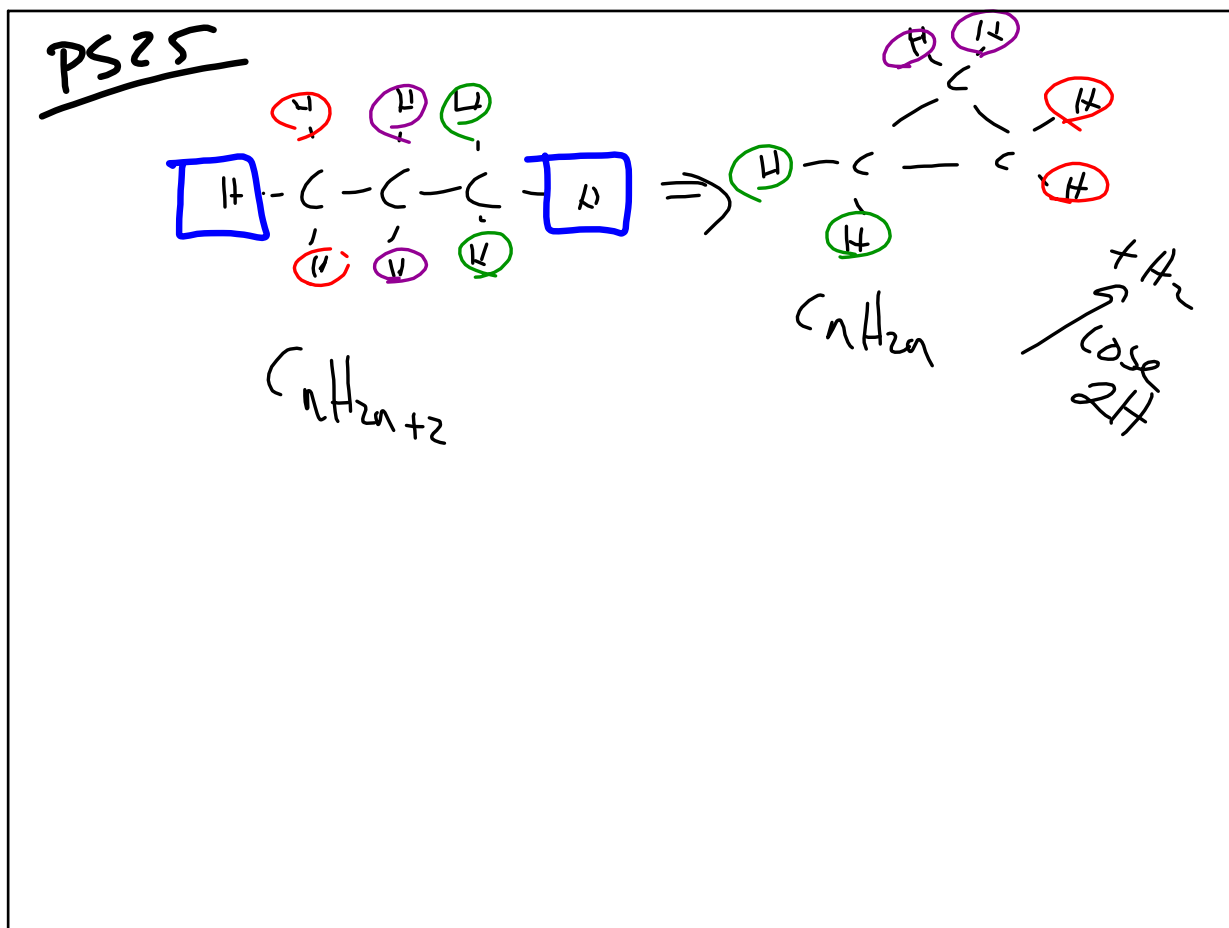 PS25
H H H
H - C - C - C - H ⇒
H H H
CnH2n+2
H H
C
H
H - C - C
H
H
CnH2n
+ H2
Lose
2H